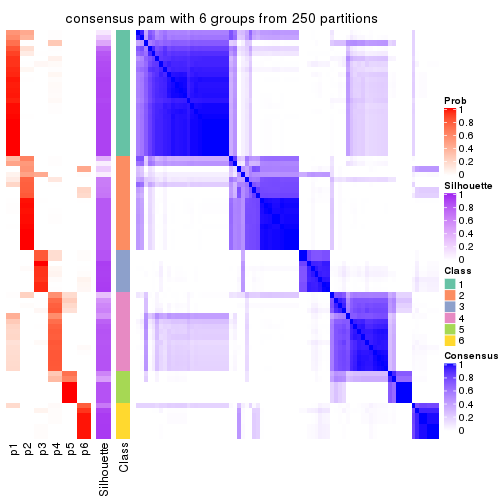 consensus pam with 6 groups from 250 partitions
Prob
1
0.8
0.6
0.4
0.2
0
Silhouette
1
0.8
0.6
0.4
0.2
0
Class
1
2
3
4
5
6
Consensus
1
0.8
0.6
0.4
0.2
0
p1
p2
p3
p4
p5
p6
Silhouette
Class